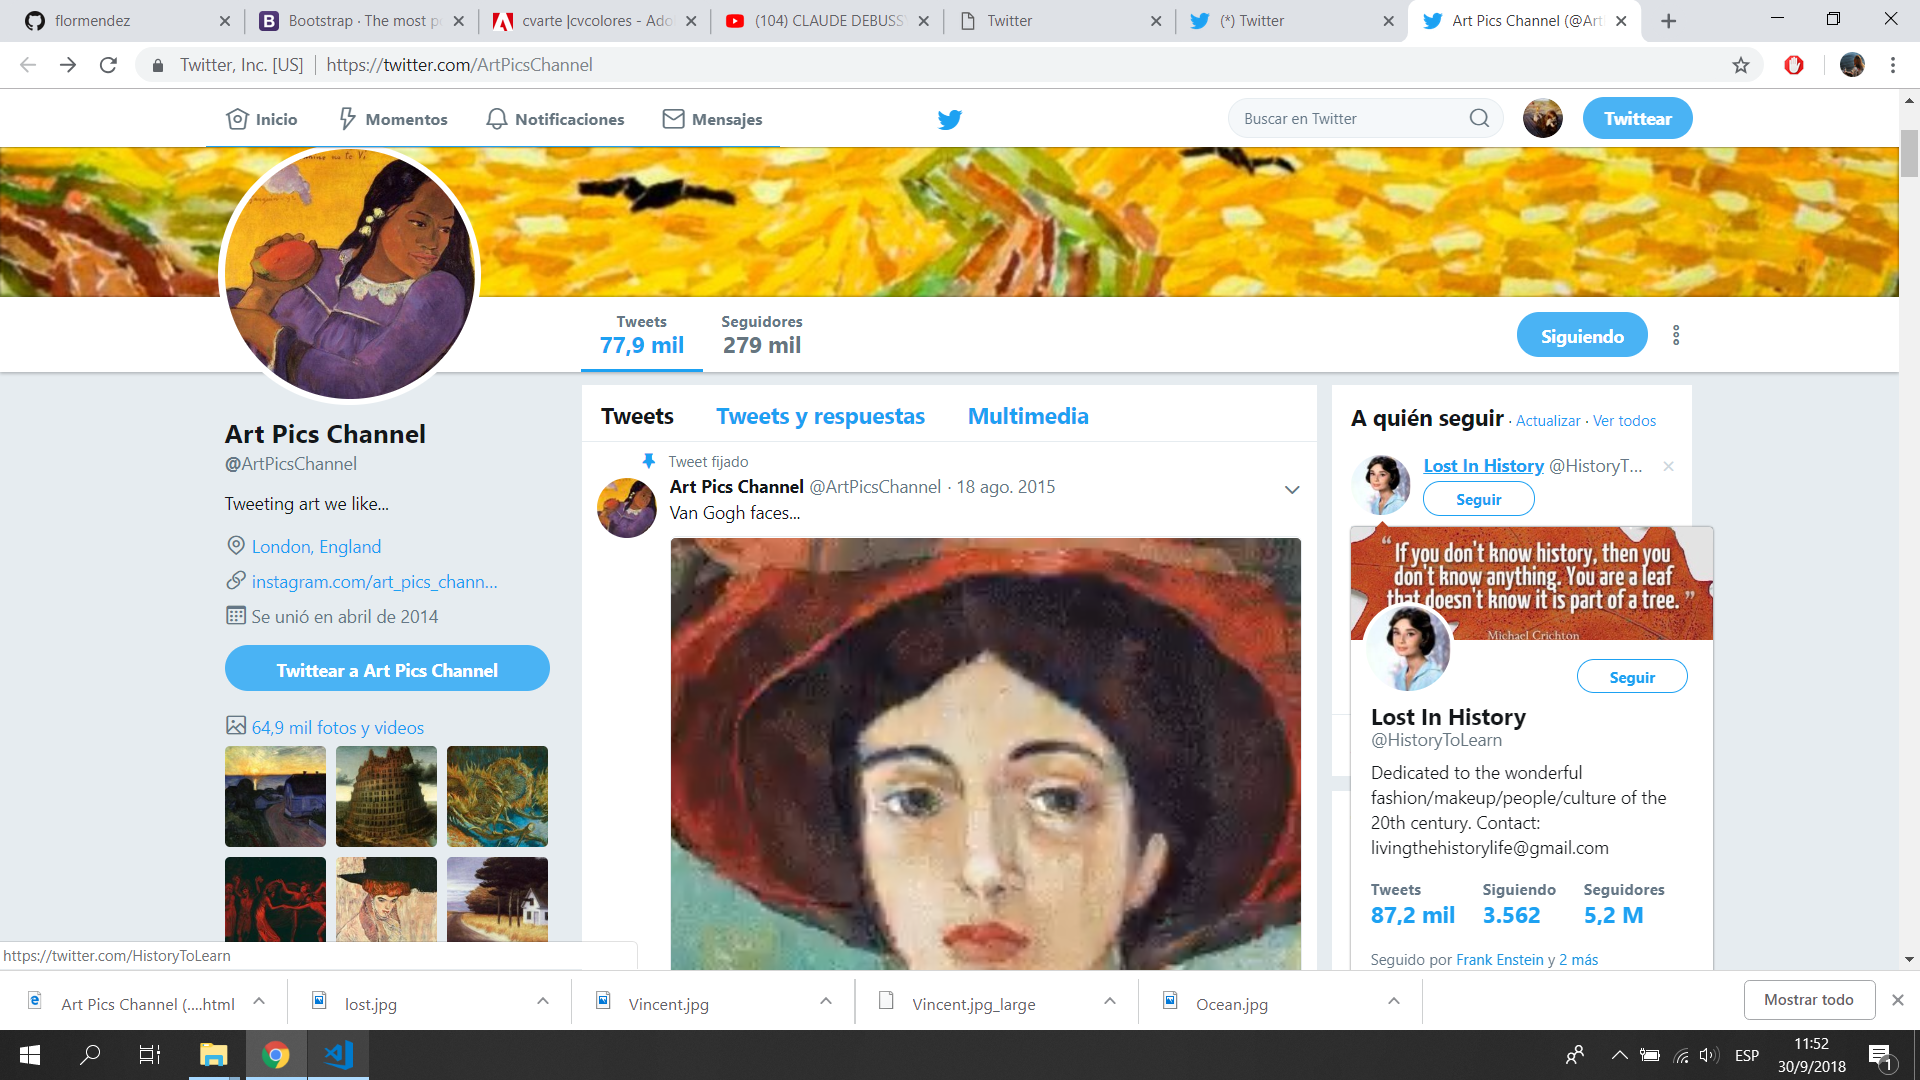 flormendez
Bootstrap · The most p
cvarte |cvcolores - Ado
(104) CLAUDE DEBUSS
Twitter
(*) Twitter
Art Pics Channel (@Art
Twitter, Inc. [US]
https://twitter.com/ArtPicsChannel
Inicio
Momentos
Notificaciones
Mensajes
Buscar en Twitter
Twittear
Tweets
77,9 mil
Seguidores
279 mil
Siguiendo
Art Pics Channel
@ArtPicsChannel
Tweeting art we like...
London, England
instagram.com/art_pics_chann...
Se unió en abril de 2014
Twittear a Art Pics Channel
64,9 mil fotos y videos
Tweets
Tweets y respuestas
Multimedia
Tweet fijado
Art Pics Channel @ArtPicsChannel · 18 ago. 2015
Van Gogh faces...
A quién seguir · Actualizar · Ver todos
Lost In History @HistoryT...
Seguir
“If you don't know history, then you
don't know anything. You are a leaf
that doesn't know it is part of a tree.”
Michael Crichton
Seguir
Lost In History
@HistoryToLearn
Dedicated to the wonderful
fashion/makeup/people/culture of the
20th century. Contact:
livingthehistorylife@gmail.com
Tweets
87,2 mil
Siguiendo
3.562
Seguidores
5,2 M
Seguido por Frank Enstein y 2 más
https://twitter.com/HistoryToLearn
Art Pics Channel (....html
lost.jpg
Vincent.jpg
Vincent.jpg_large
Ocean.jpg
Mostrar todo
ESP
11:52
30/9/2018
1